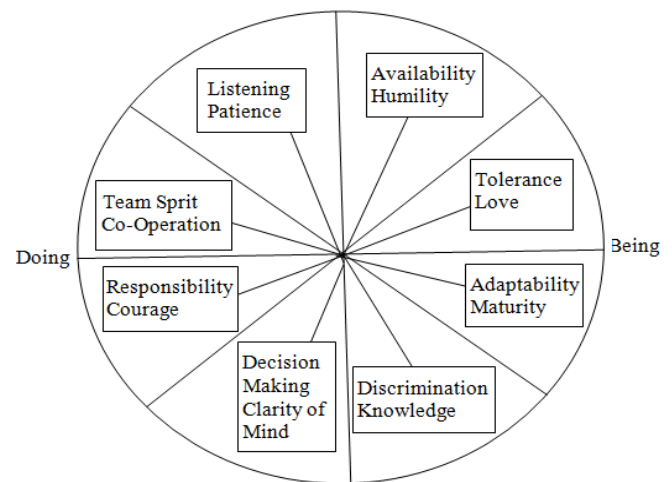 Availability
Humility
Listening
Patience
Tolerance
Love
Team Sprit
Co-Operation
Doing
Being
Responsibility
Courage
Adaptability
Maturity
Decision
Making
Clarity of
Mind
Discrimination
Knowledge